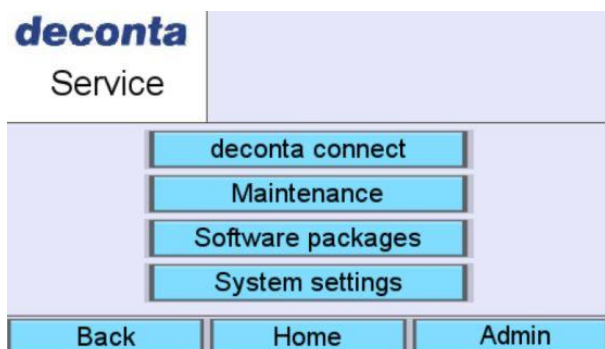 deconta
Service
deconta connect
Maintenance
Software packages
System settings
Back
Home
Admin